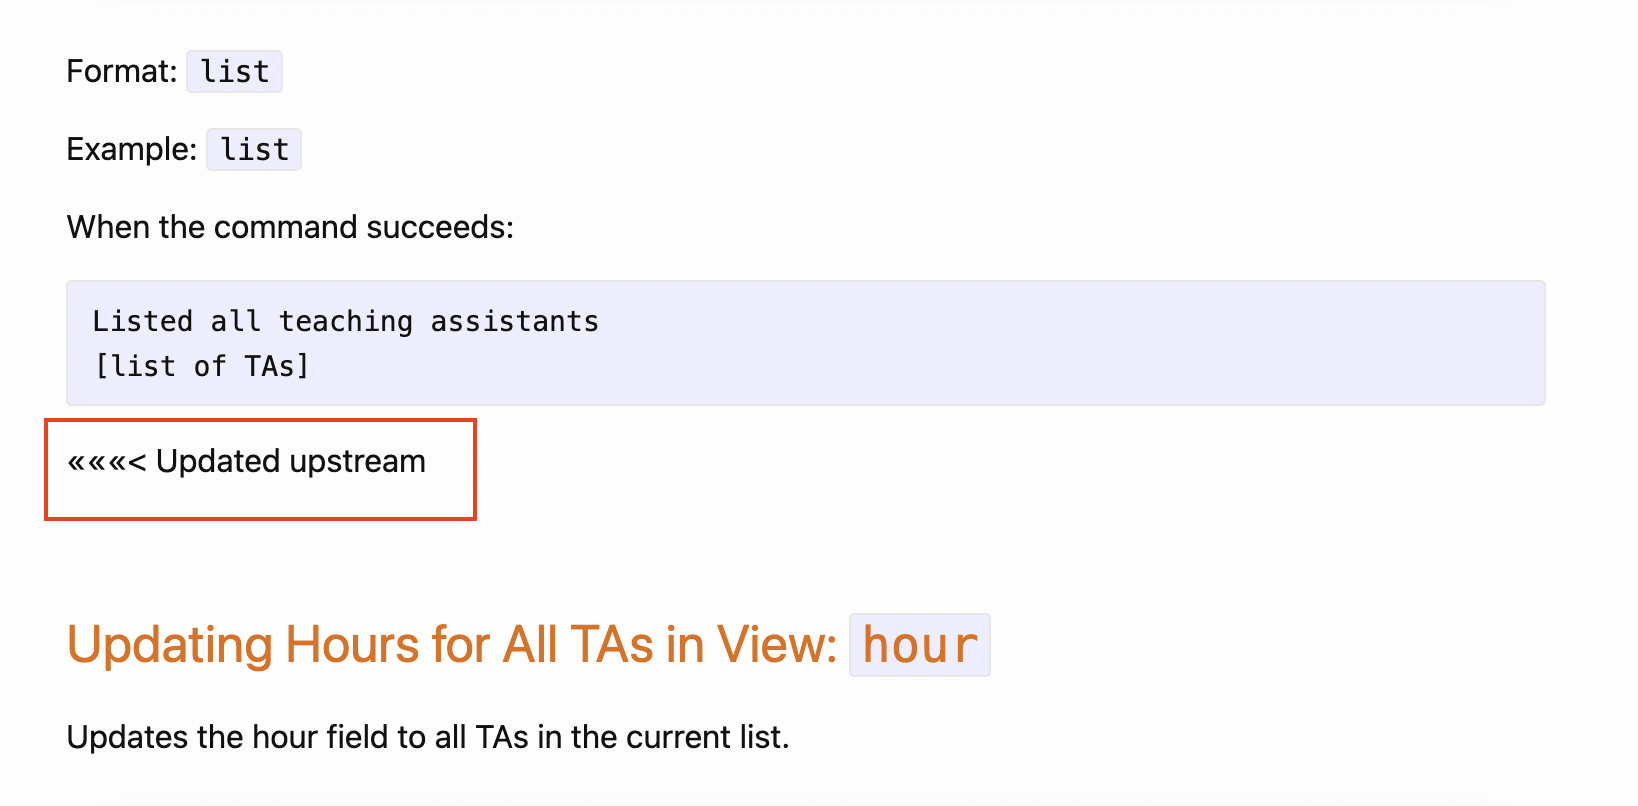 Format: list
Example: list
When the command succeeds:
Listed all teaching assistants
[list of TAs]
«««< Updated upstream
Updating Hours for All TAs in View: hour
Updates the hour field to all TAs in the current list.